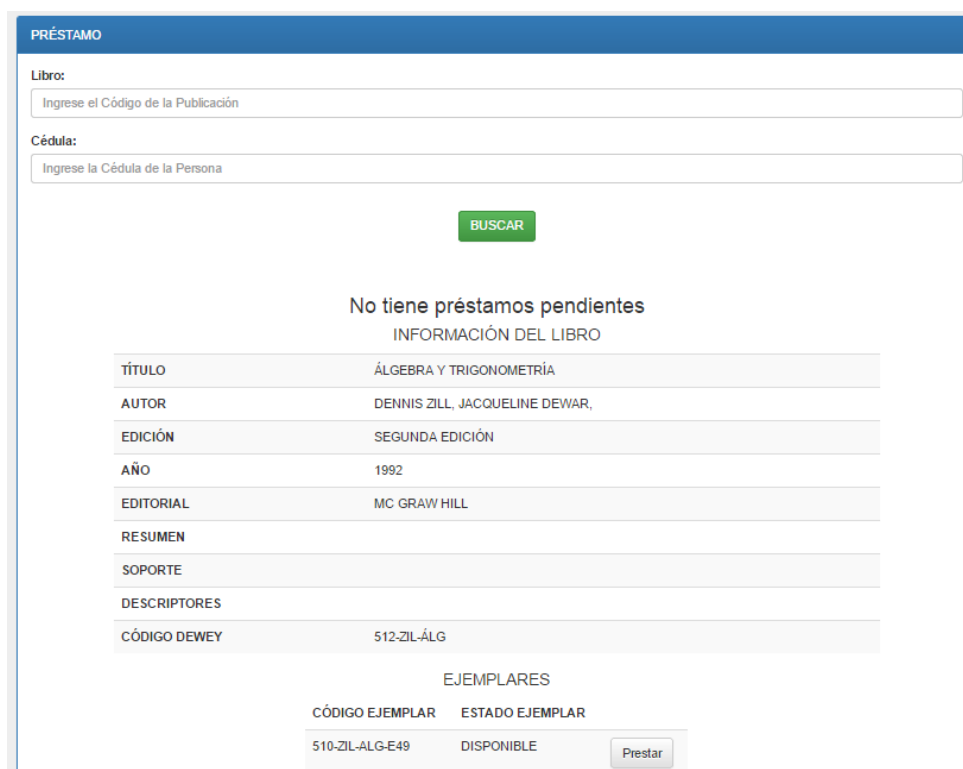 PRÉSTAMO
Libro:
Ingrese el Código de la Publicación
Cédula:
Ingrese la Cédula de la Persona
BUSCAR
No tiene préstamos pendientes
INFORMACIÓN DEL LIBRO
TÍTULO ÁLGEBRA Y TRIGONOMETRÍA
AUTOR DENNIS ZILL, JACQUELINE DEWAR,
EDICIÓN SEGUNDA EDICIÓN
AÑO 1992
EDITORIAL MC GRAW HILL
RESUMEN
SOPORTE
DESCRIPTORES
CÓDIGO DEWEY 512-ZIL-ÁLG
EJEMPLARES
CÓDIGO EJEMPLAR ESTADO EJEMPLAR
510-ZIL-ALG-E49 DISPONIBLE Prestar